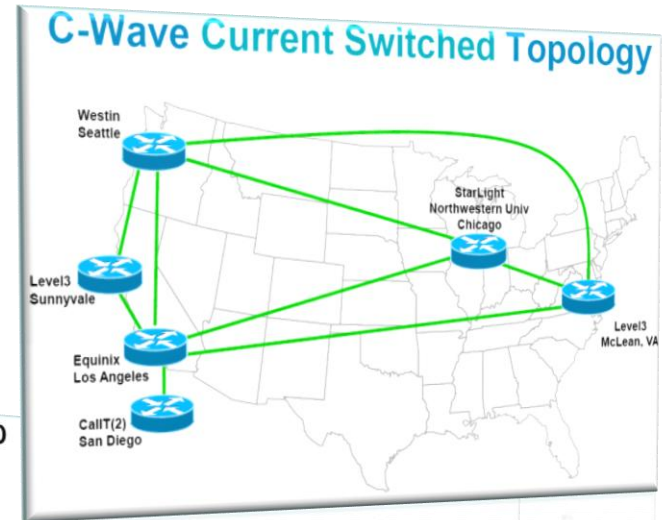 C-Wave Current Switched Topology
Westin
Seattle
StarLight
Northwestern Univ
Chicago
Level3
Sunnyvale
Level3
McLean, VA
Equinix
Los Angeles
CalIT(2)
San Diego